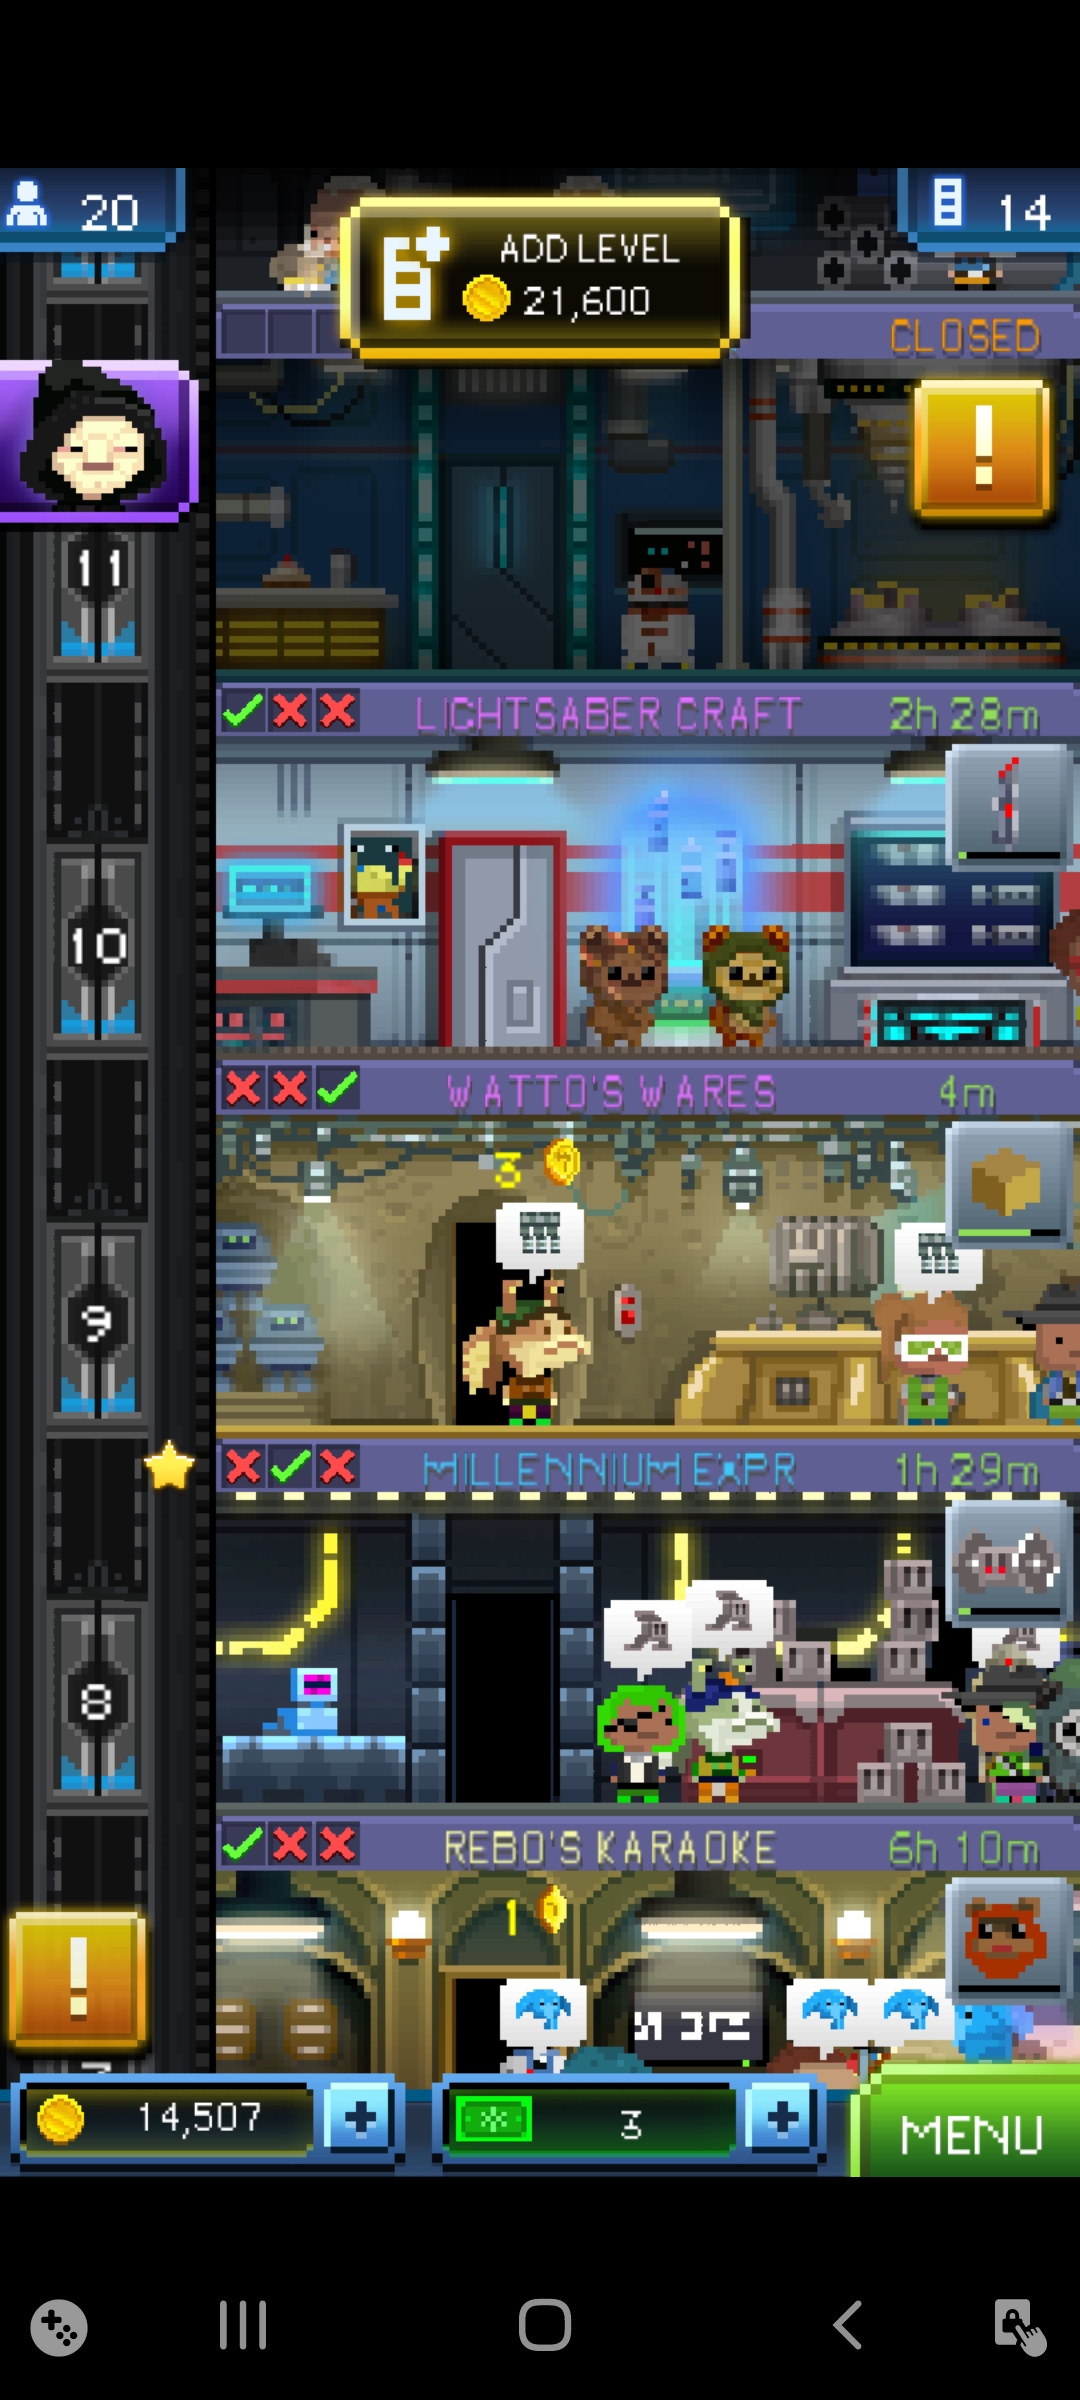 20
ADD LEVEL
21,600
14
CLOSED
!
11
LIGHTSABER CRAFT 2h 28m
10
WATTO'S WARES 4m
3
9
MILLENNIUM EXPR 1h 29m
8
REBO'S KARAOKE 6h 10m
1
!
14,507 + 3 + MENU